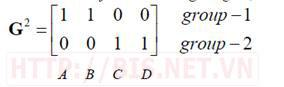 G² = [1 1 0 0] group−1
[0 0 1 1] group−2
HTTP://BIS.NET.VN
A B C D